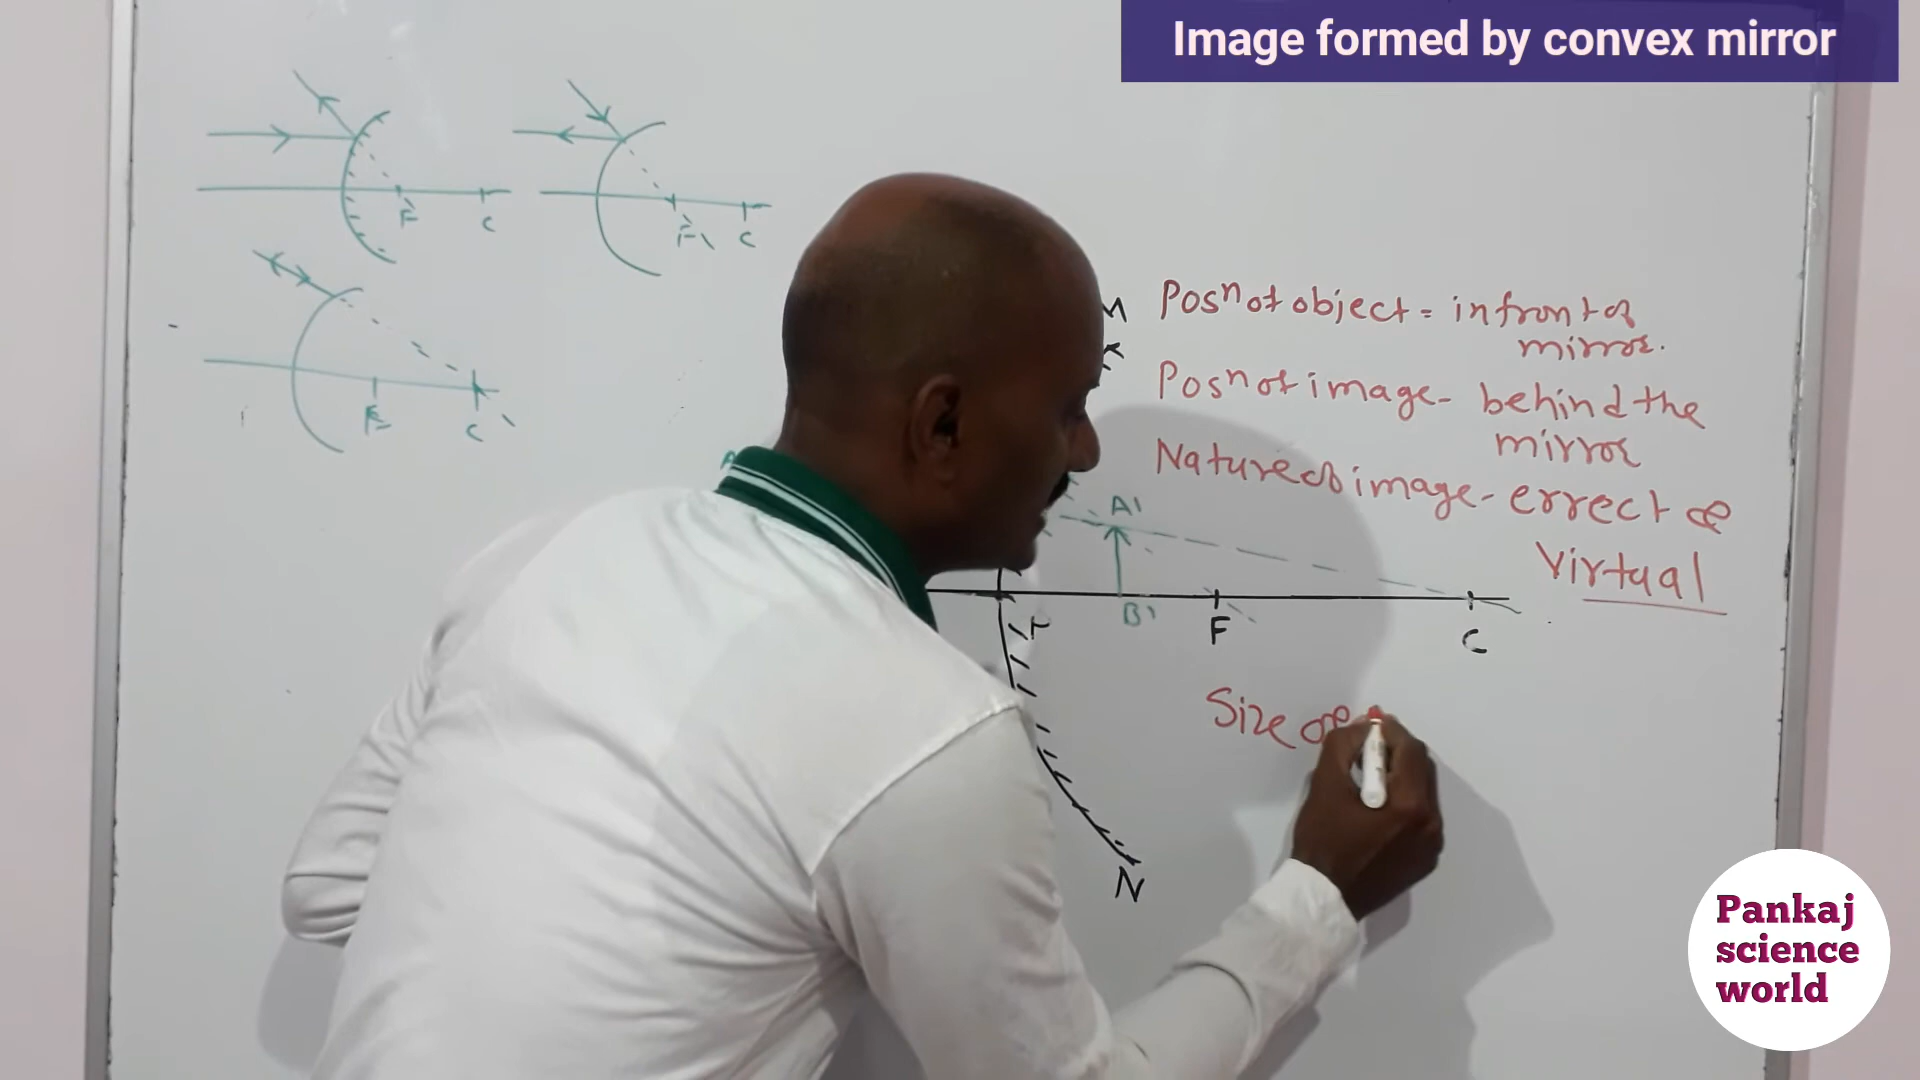 Image formed by convex mirror
F
C
F
C
F
C
M
Posn of object = infront of
mirror.
Posn of image - behind the
mirror
Nature of image - errect &
Virtual
A'
B'
P
F
C
Size of
N
Pankaj
science
world